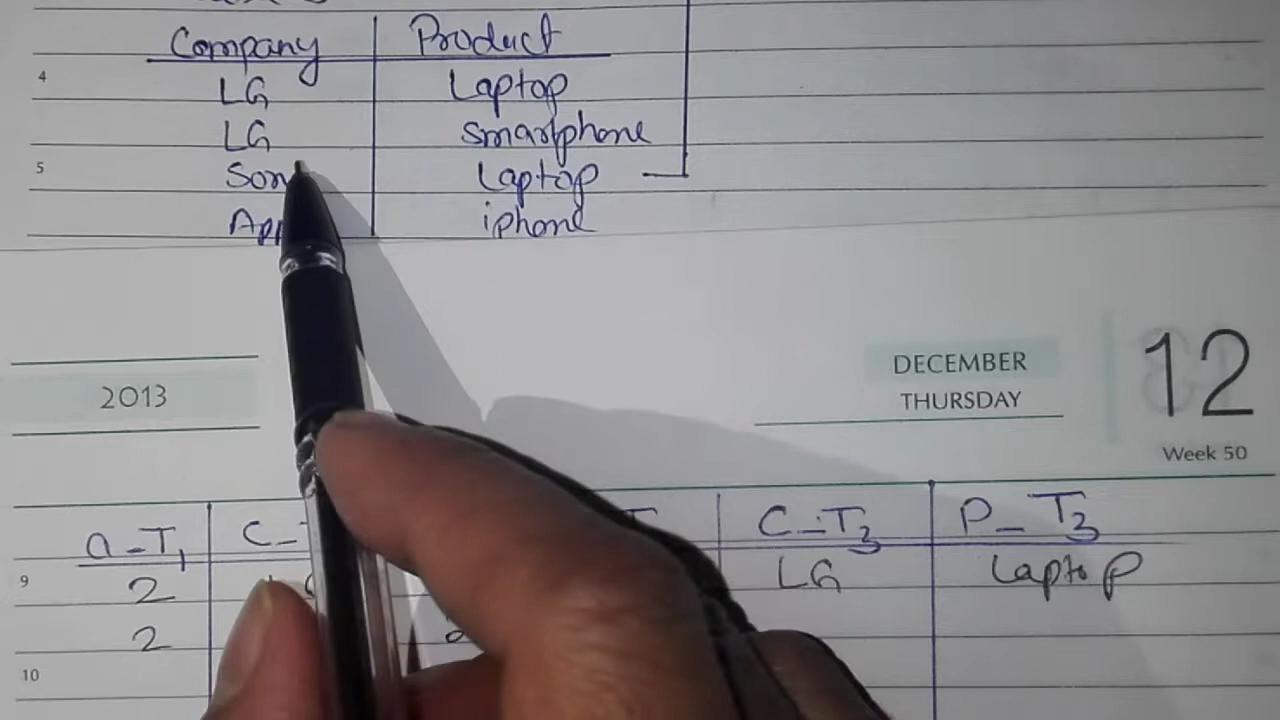 Company Product
LG Laptop
4
LG smartphone
Laptop
5
iphone
2013
DECEMBER
THURSDAY
12
Week 50
a_T1 C_T3 P_T3
9
2 LG Laptop
2
10